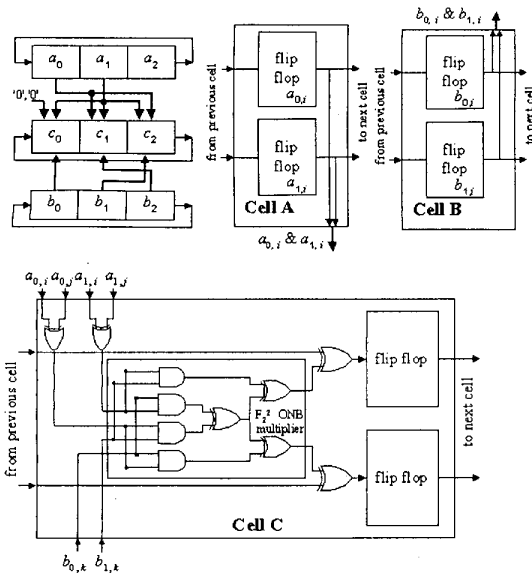 a0 a1 a2
'0','0'
c0 c1 c2
b0 b1 b2
from previous cell
flip
flop
a0,i
flip
flop
a1,i
to next cell
Cell A
a0,i & a1,i
b0,i & b1,i
from previous cell
flip
flop
b0,i
flip
flop
b1,i
to next cell
Cell B
a0,i a0,j a1,i a1,j
from previous cell
F2² ONB
multiplier
flip flop
flip flop
to next cell
Cell C
b0,k b1,k